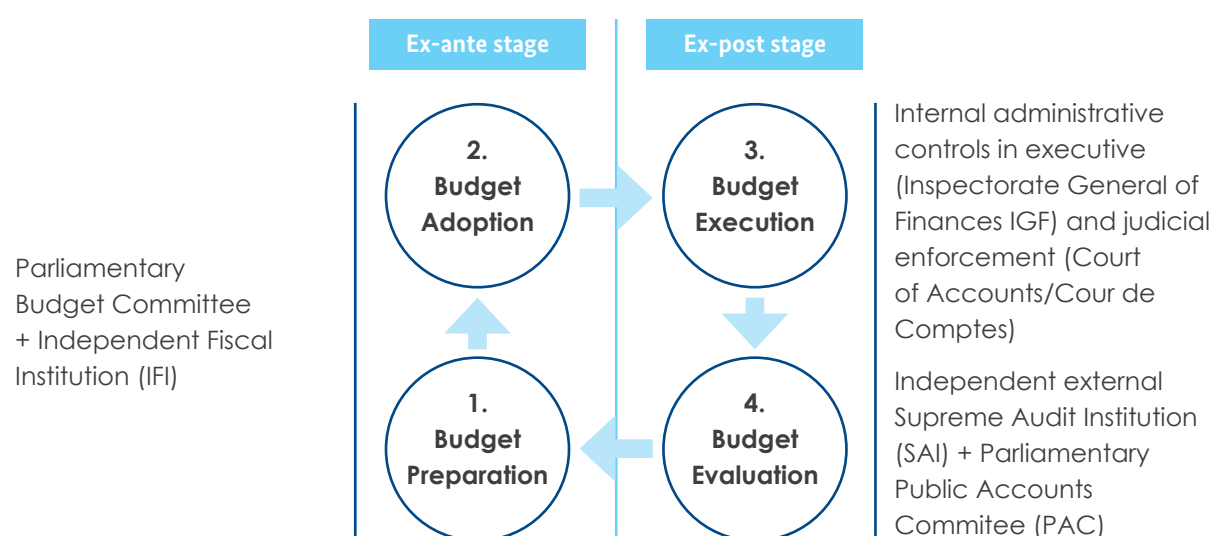 Ex-ante stage
Ex-post stage
2.
Budget
Adoption
3.
Budget
Execution
Internal administrative
controls in executive
(Inspectorate General of
Finances IGF) and judicial
enforcement (Court
of Accounts/Cour de
Comptes)
Parliamentary
Budget Committee
+ Independent Fiscal
Institution (IFI)
1.
Budget
Preparation
4.
Budget
Evaluation
Independent external
Supreme Audit Institution
(SAI) + Parliamentary
Public Accounts
Commitee (PAC)